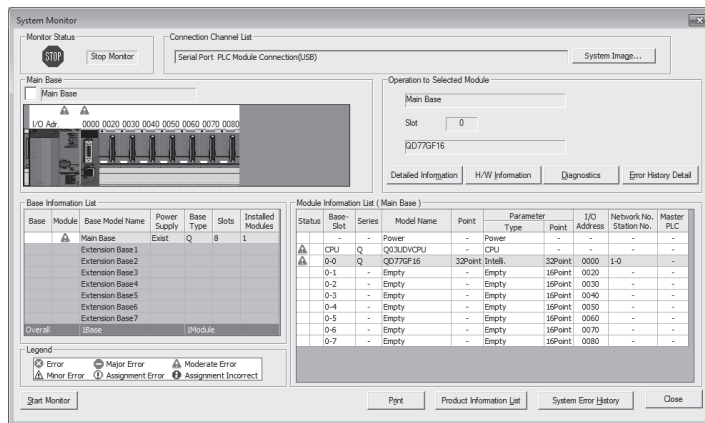 System Monitor
Monitor Status
STOP
Stop Monitor
Connection Channel List
Serial Port PLC Module Connection(USB)
System Image...
Main Base
Main Base
I/O Adr. 0000 0020 0030 0040 0050 0060 0070 0080
Operation to Selected Module
Main Base
Slot 0
QD77GF16
Detailed Information H/W Information Diagnostics Error History Detail
Base Information List
Base Module Base Model Name Power Supply Base Type Slots Installed Modules
Main Base Exist Q 8 1
Extension Base1
Extension Base2
Extension Base3
Extension Base4
Extension Base5
Extension Base6
Extension Base7
Overall 1Base 1Module
Legend
Error Major Error Moderate Error
Minor Error Assignment Error Assignment Incorrect
Module Information List ( Main Base )
Status Base-Slot Series Model Name Point Parameter Type Point I/O Address Network No. Station No. Master PLC
- - Power - Power - - - -
CPU Q Q03UDVCPU - CPU - - - -
0-0 Q QD77GF16 32Point Intelli. 32Point 0000 1-0 -
0-1 - Empty - Empty 16Point 0020 - -
0-2 - Empty - Empty 16Point 0030 - -
0-3 - Empty - Empty 16Point 0040 - -
0-4 - Empty - Empty 16Point 0050 - -
0-5 - Empty - Empty 16Point 0060 - -
0-6 - Empty - Empty 16Point 0070 - -
0-7 - Empty - Empty 16Point 0080 - -
Start Monitor Print Product Information List System Error History Close